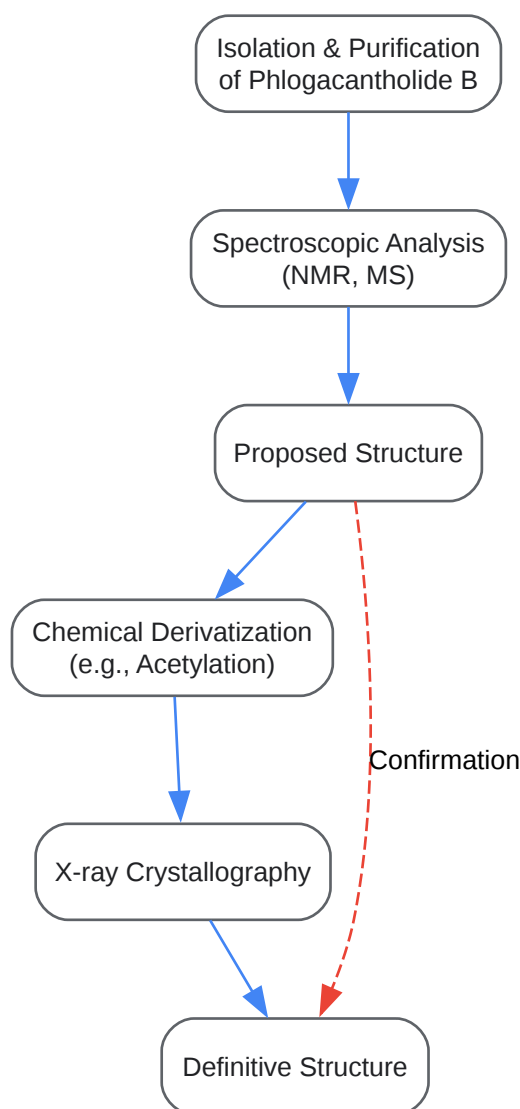 Isolation & Purification
of Phlogacantholide B
Spectroscopic Analysis
(NMR, MS)
Proposed Structure
Chemical Derivatization
(e.g., Acetylation)
Confirmation
X-ray Crystallography
Definitive Structure